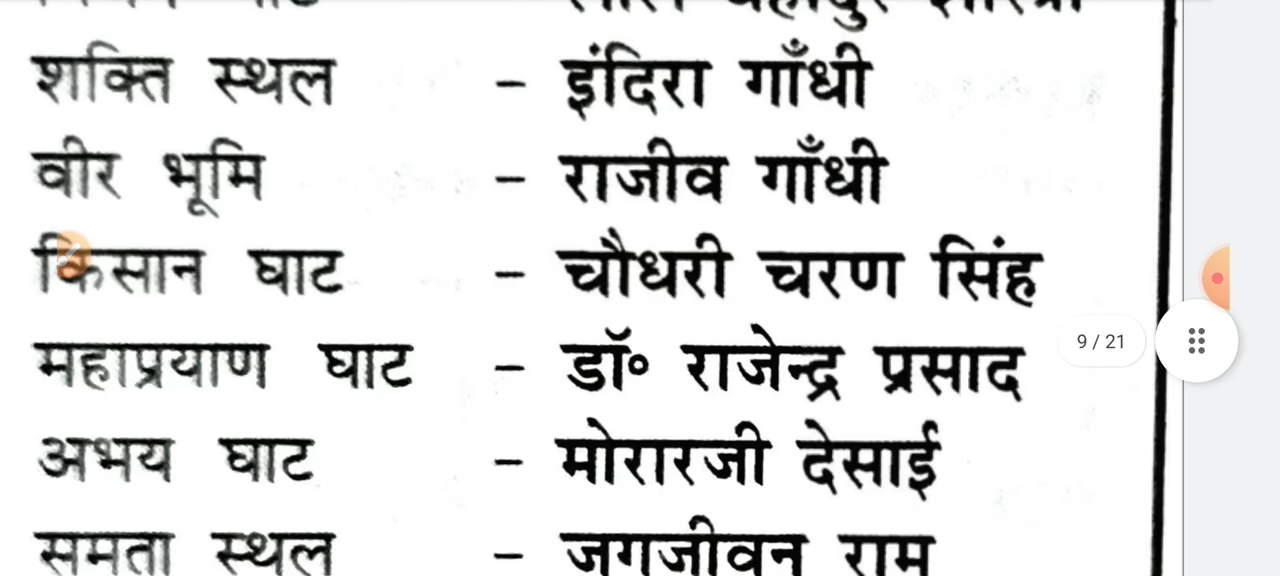 शक्ति स्थल - इंदिरा गाँधी
वीर भूमि - राजीव गाँधी
किसान घाट - चौधरी चरण सिंह
महाप्रयाण घाट - डॉ॰ राजेन्द्र प्रसाद
9 / 21
अभय घाट - मोरारजी देसाई
समता स्थल - जगजीवन राम